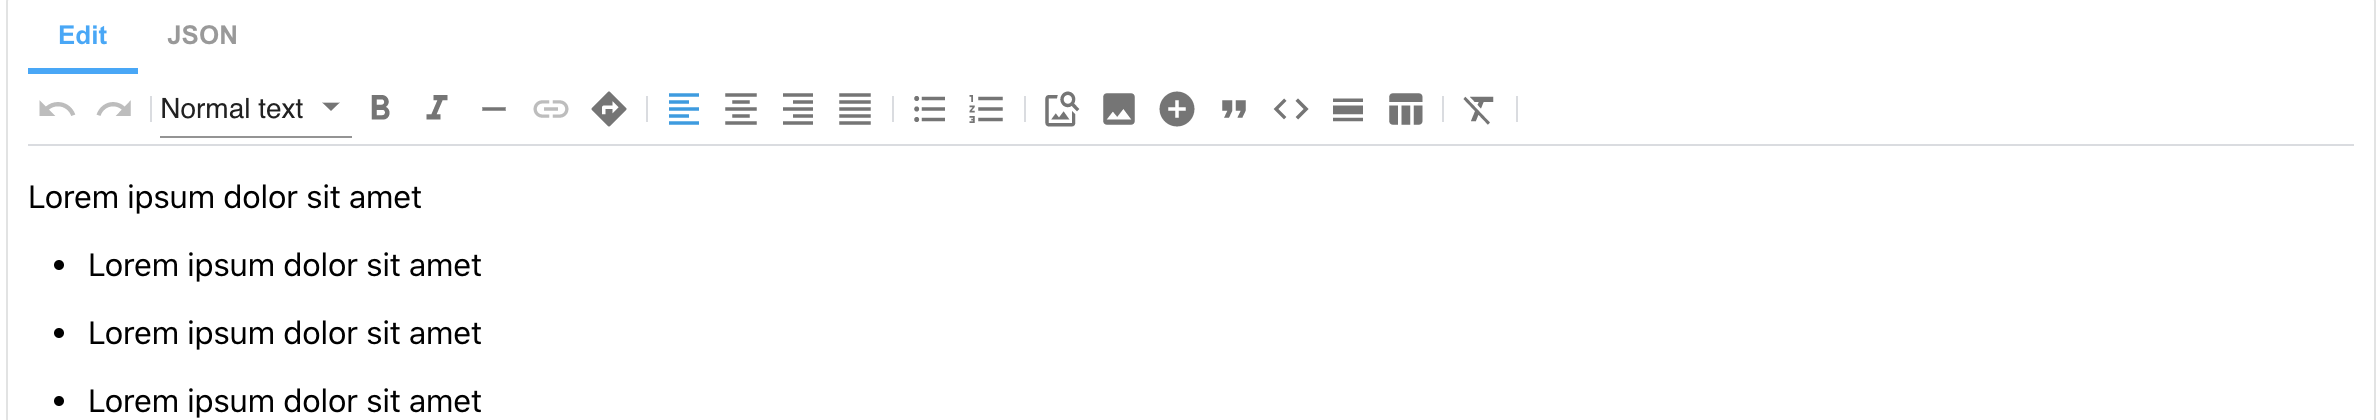 Edit JSON
Normal text
Lorem ipsum dolor sit amet
• Lorem ipsum dolor sit amet
• Lorem ipsum dolor sit amet
• Lorem ipsum dolor sit amet